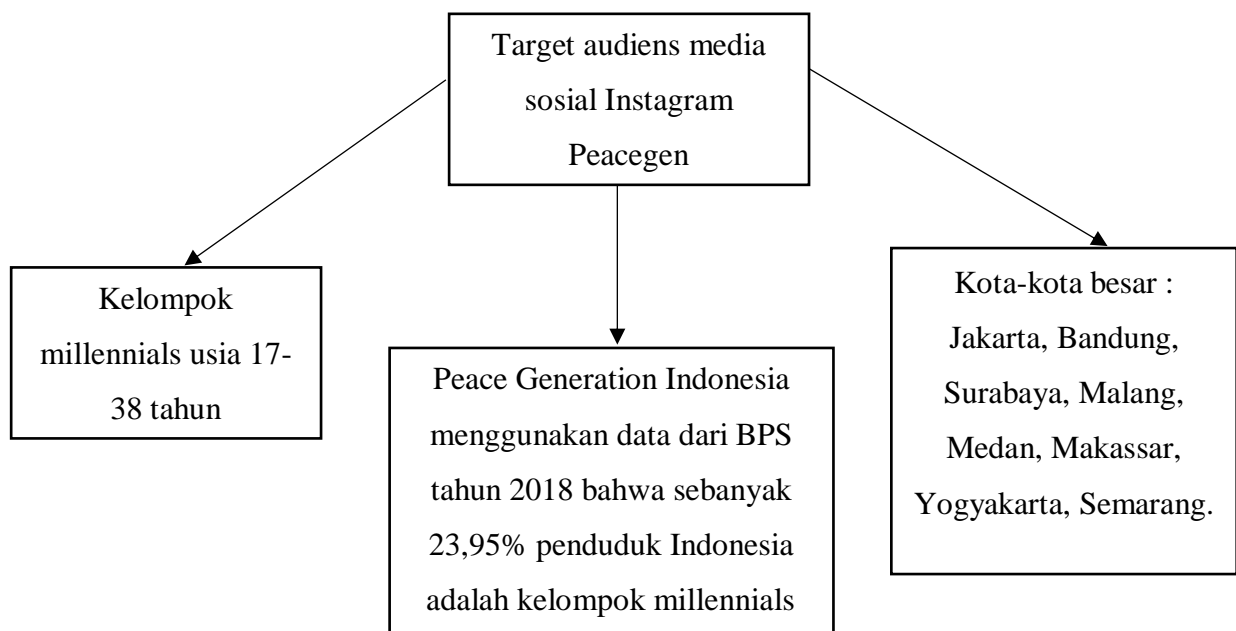 Target audiens media
sosial Instagram
Peacegen
Kelompok
millennials usia 17-
38 tahun
Peace Generation Indonesia
menggunakan data dari BPS
tahun 2018 bahwa sebanyak
23,95% penduduk Indonesia
adalah kelompok millennials
Kota-kota besar :
Jakarta, Bandung,
Surabaya, Malang,
Medan, Makassar,
Yogyakarta, Semarang.